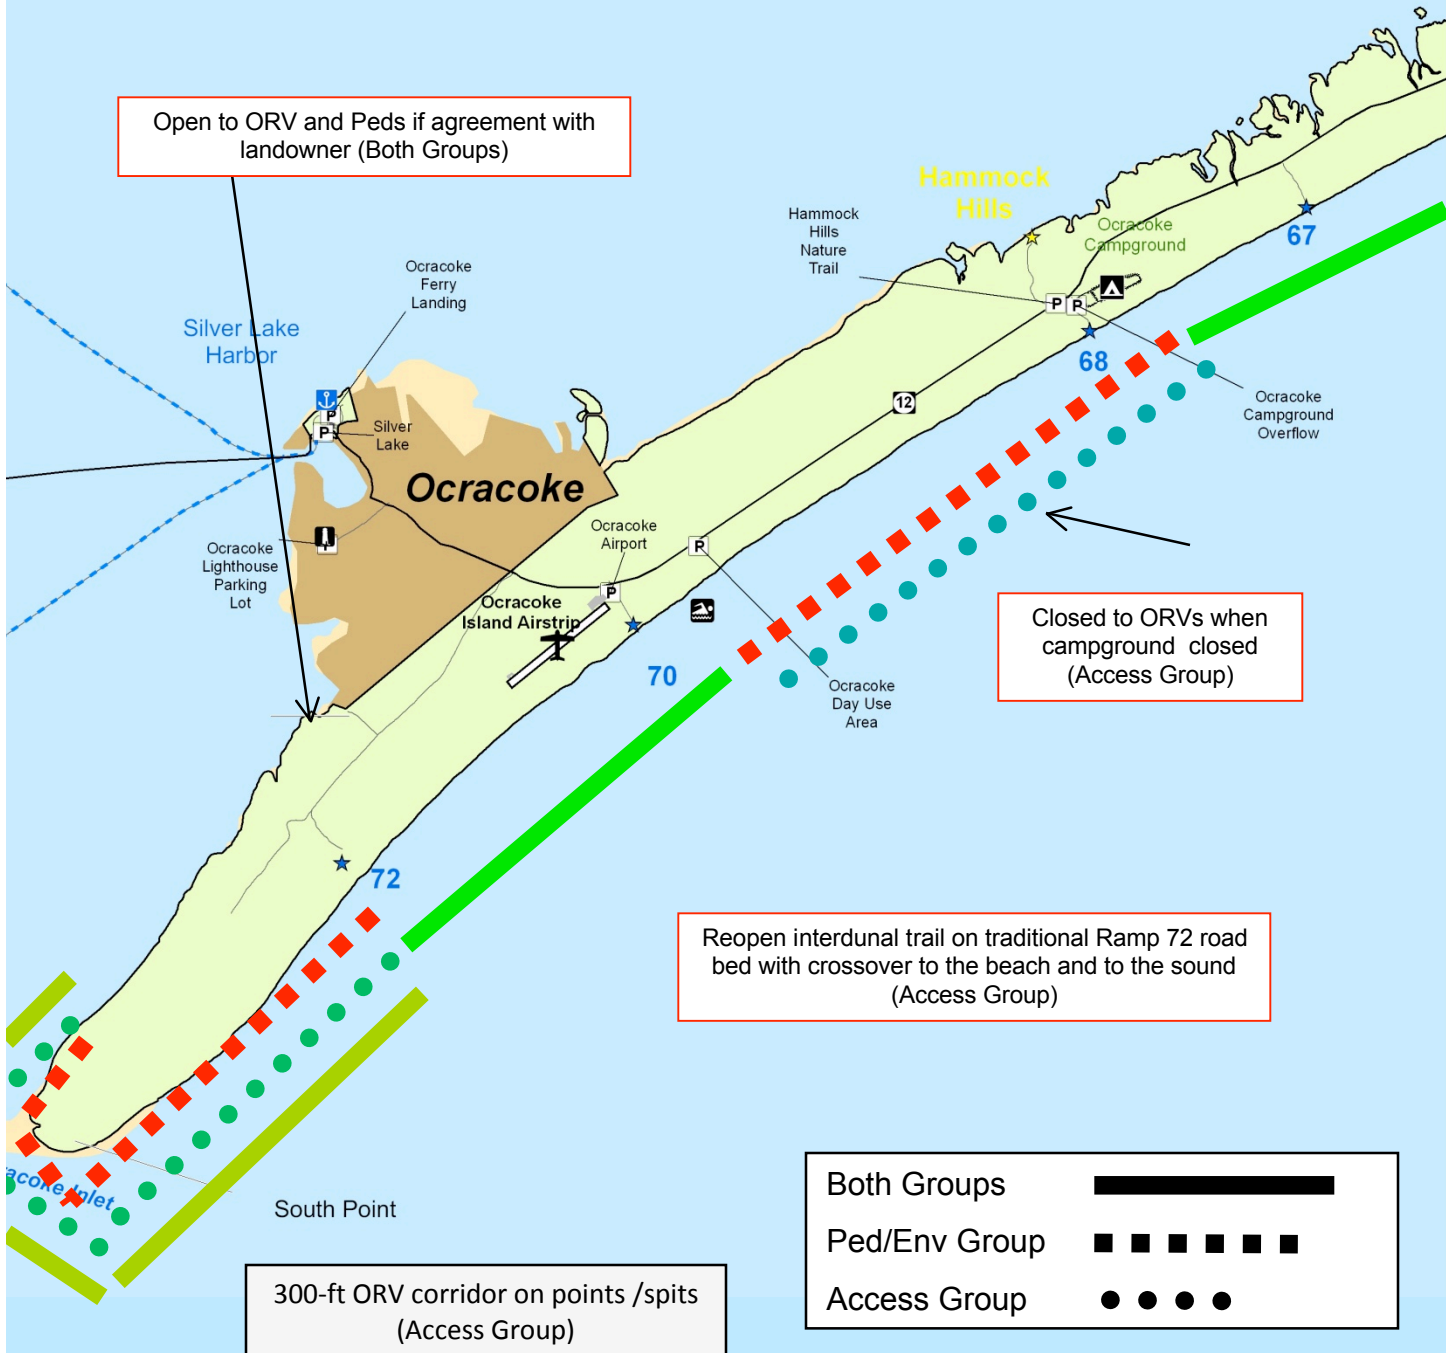 Open to ORV and Peds if agreement with
landowner (Both Groups)
Hammock
Hills
Hammock
Hills
Nature
Trail
Ocracoke
Campground
67
Ocracoke
Ferry
Landing
Silver Lake
Harbor
P
P
68
P
P
Silver
Lake
12
Ocracoke
Campground
Overflow
Ocracoke
Ocracoke
Airport
P
Ocracoke
Lighthouse
Parking
Lot
P
Ocracoke
Island Airstrip
70
Closed to ORVs when
campground closed
(Access Group)
Ocracoke
Day Use
Area
72
Reopen interdunal trail on traditional Ramp 72 road
bed with crossover to the beach and to the sound
(Access Group)
acoke Inlet
South Point
Both Groups
Ped/Env Group
Access Group
300-ft ORV corridor on points /spits
(Access Group)